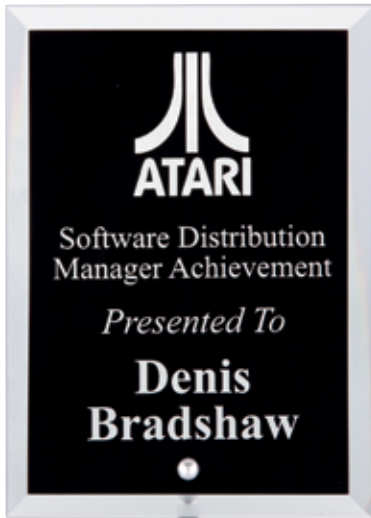 ATARI
Software Distribution
Manager Achievement
Presented To
Denis
Bradshaw